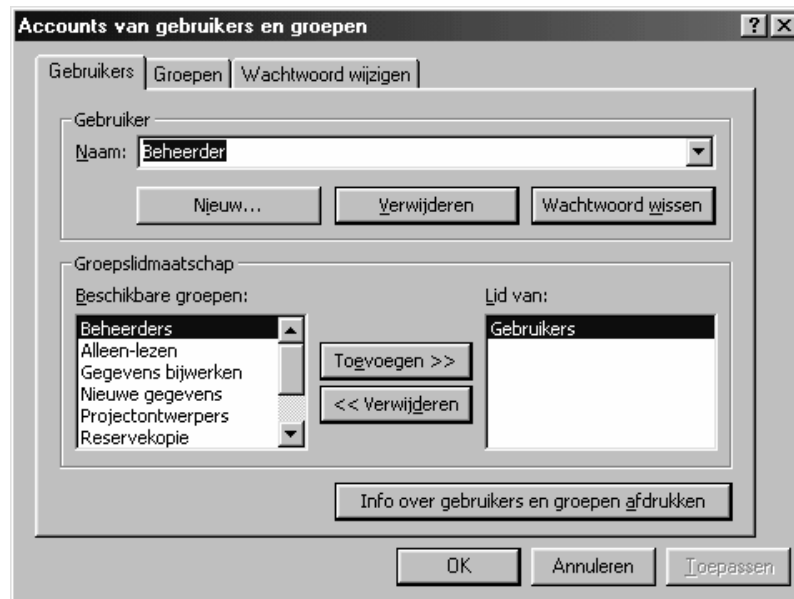 Accounts van gebruikers en groepen
Gebruikers Groepen Wachtwoord wijzigen
Gebruiker
Naam: Beheerder
Nieuw... Verwijderen Wachtwoord wissen
Groepslidmaatschap
Beschikbare groepen: Lid van:
Beheerders Gebruikers
Alleen-lezen
Gegevens bijwerken
Nieuwe gegevens
Projectontwerpers
Reservekopie
Toevoegen >>
<< Verwijderen
Info over gebruikers en groepen afdrukken
OK Annuleren Toepassen